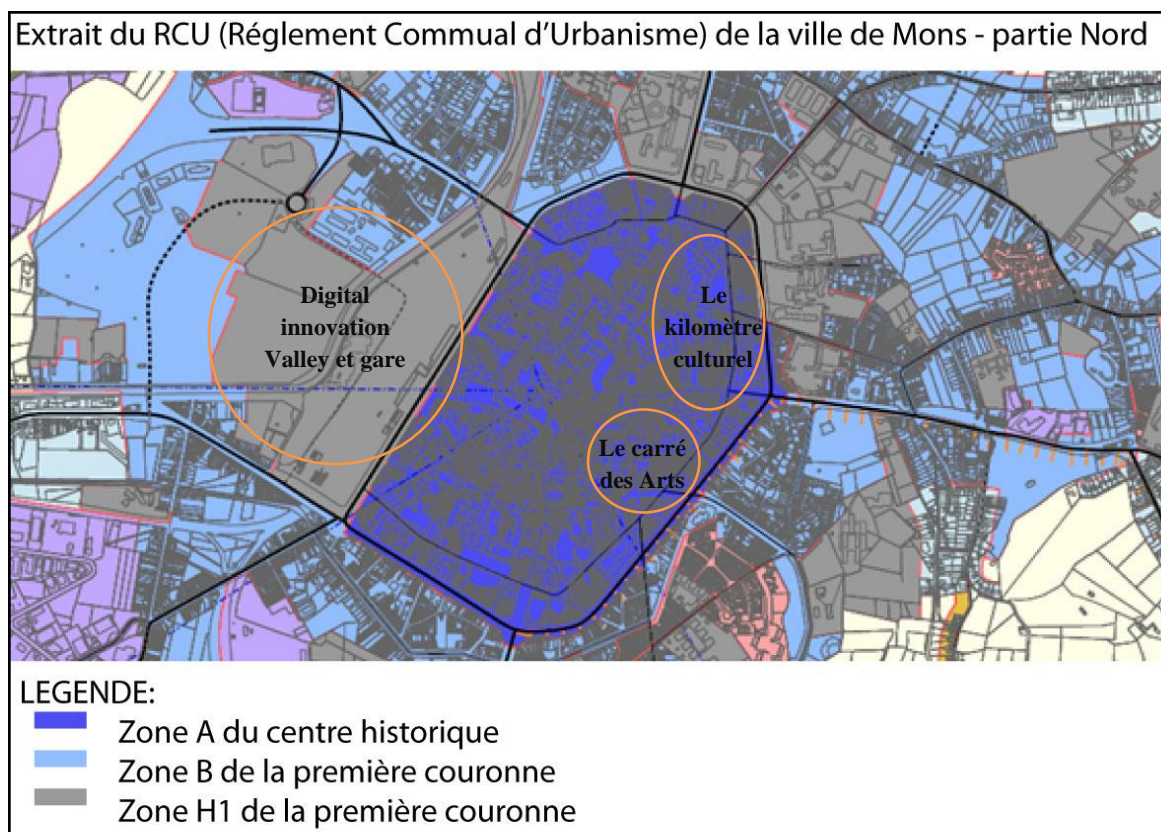 Extrait du RCU (Réglement Commual d'Urbanisme) de la ville de Mons - partie Nord
Digital
innovation
Valley et gare
Le
kilomètre
culturel
Le carré
des Arts
LEGENDE:
Zone A du centre historique
Zone B de la première couronne
Zone H1 de la première couronne